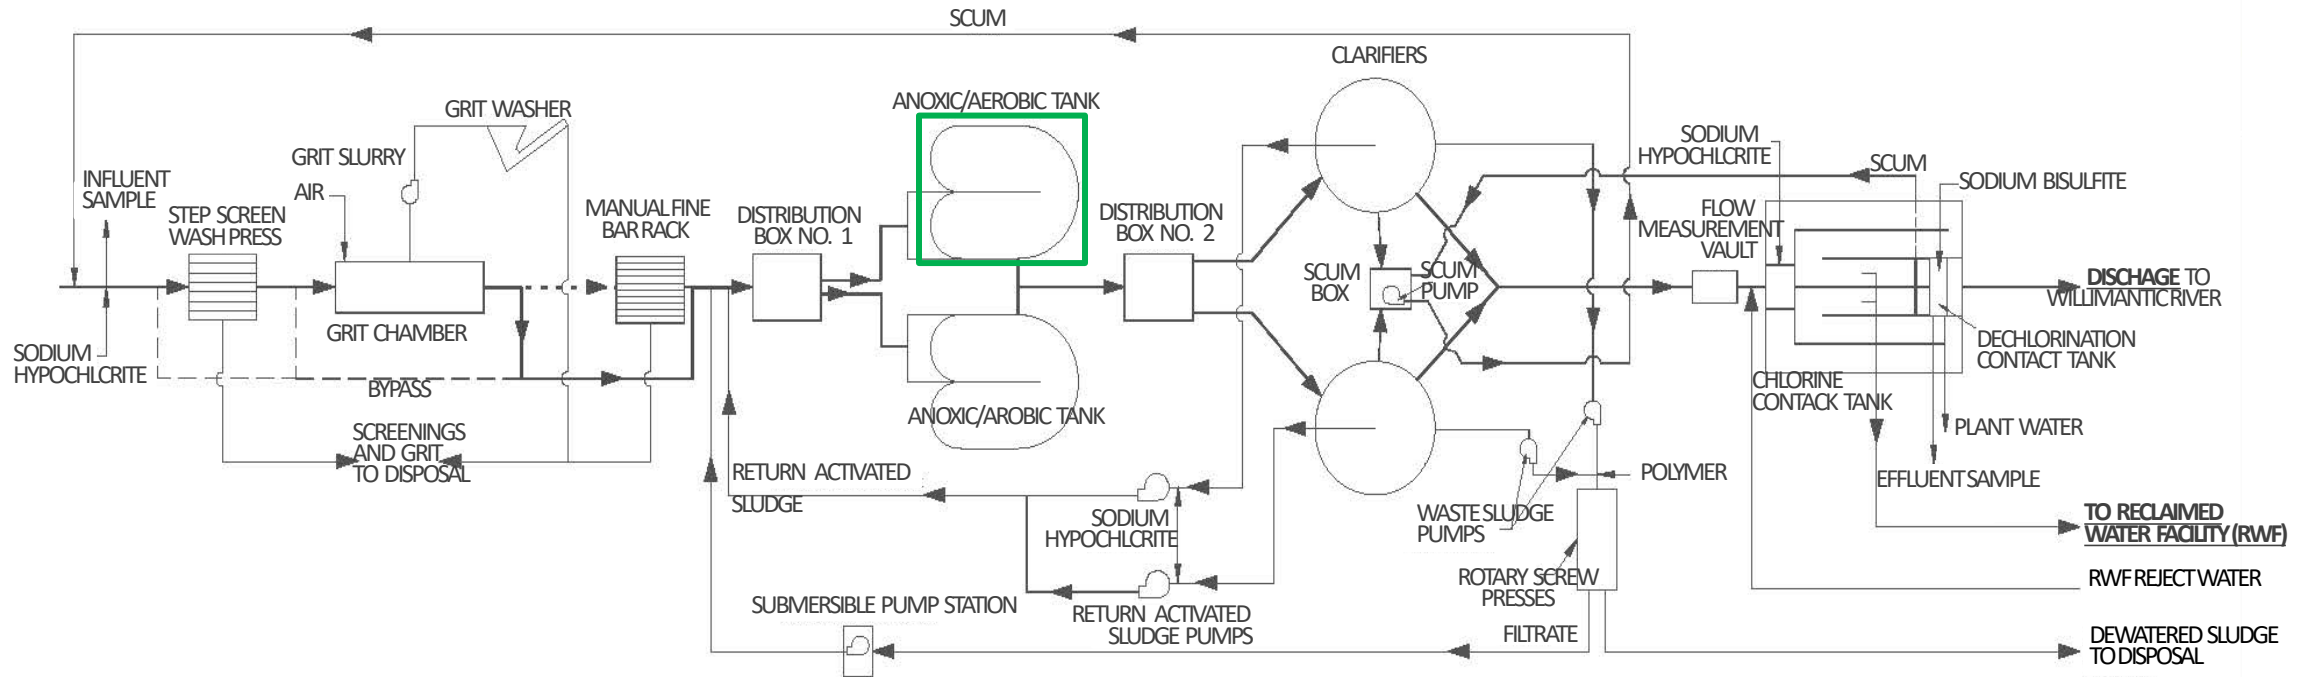 SCUM
CLARIFIERS
ANOXIC/AEROBIC TANK
GRIT WASHER
GRIT SLURRY
AIR
INFLUENT
SAMPLE
STEP SCREEN
WASH PRESS
MANUAL FINE
BAR RACK
DISTRIBUTION
BOX NO. 1
DISTRIBUTION
BOX NO. 2
SODIUM
HYPOCHLCRITE
SCUM
SODIUM BISULFITE
FLOW
MEASUREMENT
VAULT
SCUM
BOX
SCUM
PUMP
DISCHAGE TO
WILLIMANTIC RIVER
GRIT CHAMBER
SODIUM
HYPOCHLCRITE
BYPASS
DECHLORINATION
CONTACT TANK
CHLORINE
CONTACK TANK
ANOXIC/AROBIC TANK
PLANT WATER
SCREENINGS
AND GRIT
TO DISPOSAL
RETURN ACTIVATED
SLUDGE
POLYMER
EFFLUENT SAMPLE
SODIUM
HYPOCHLCRITE
WASTE SLUDGE
PUMPS
TO RECLAIMED
WATER FACILITY (RWF)
ROTARY SCREW
PRESSES
RWF REJECT WATER
SUBMERSIBLE PUMP STATION
RETURN ACTIVATED
SLUDGE PUMPS
FILTRATE
DEWATERED SLUDGE
TO DISPOSAL